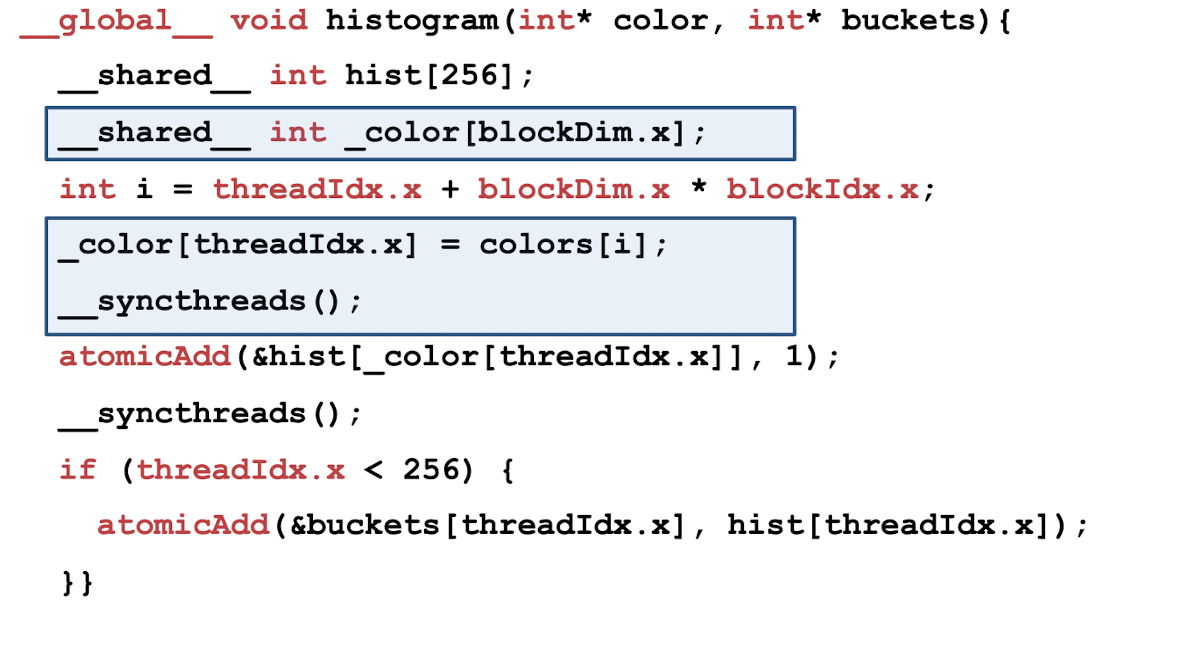 __global__ void histogram(int* color, int* buckets){
__shared__ int hist[256];
__shared__ int _color[blockDim.x];
int i = threadIdx.x + blockDim.x * blockIdx.x;
_color[threadIdx.x] = colors[i];
__syncthreads();
atomicAdd(&hist[_color[threadIdx.x]], 1);
__syncthreads();
if (threadIdx.x < 256) {
atomicAdd(&buckets[threadIdx.x], hist[threadIdx.x]);
}}